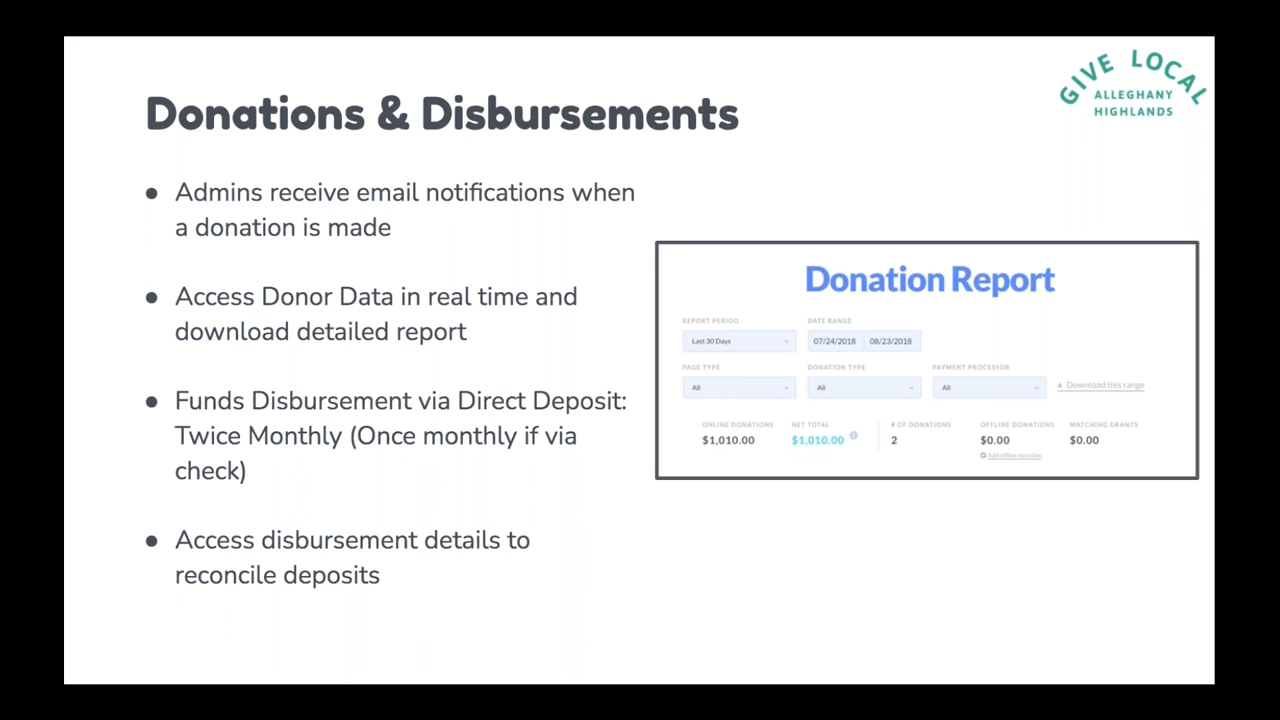 GIVE LOCAL
ALLEGHANY
HIGHLANDS
Donations & Disbursements
● Admins receive email notifications when
a donation is made
● Access Donor Data in real time and
download detailed report
● Funds Disbursement via Direct Deposit:
Twice Monthly (Once monthly if via
check)
● Access disbursement details to
reconcile deposits
Donation Report
REPORT PERIOD DATE RANGE
Last 30 Days 07/24/2018 08/23/2018
PAGE TYPE DONATION TYPE PAYMENT PROCESSOR
All All All Download this range
ONLINE DONATIONS NET TOTAL # OF DONATIONS OFFLINE DONATIONS MATCHING GRANTS
$1,010.00 $1,010.00 2 $0.00 $0.00
Add offline donation